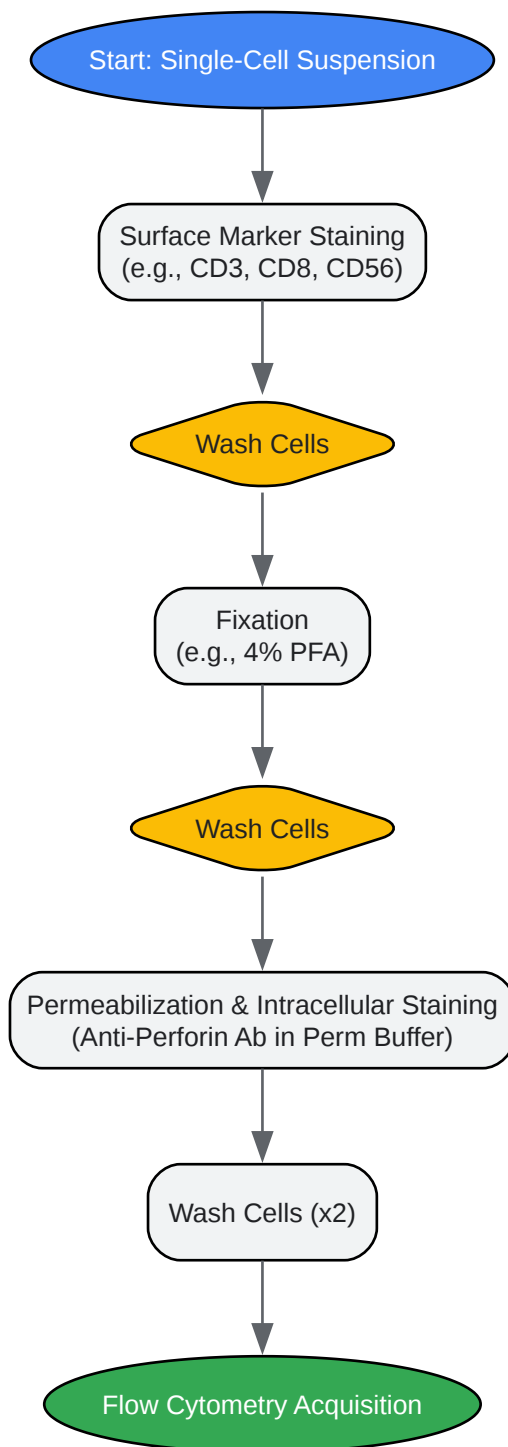 Start: Single-Cell Suspension
Surface Marker Staining
(e.g., CD3, CD8, CD56)
Wash Cells
Fixation
(e.g., 4% PFA)
Wash Cells
Permeabilization & Intracellular Staining
(Anti-Perforin Ab in Perm Buffer)
Wash Cells (x2)
Flow Cytometry Acquisition